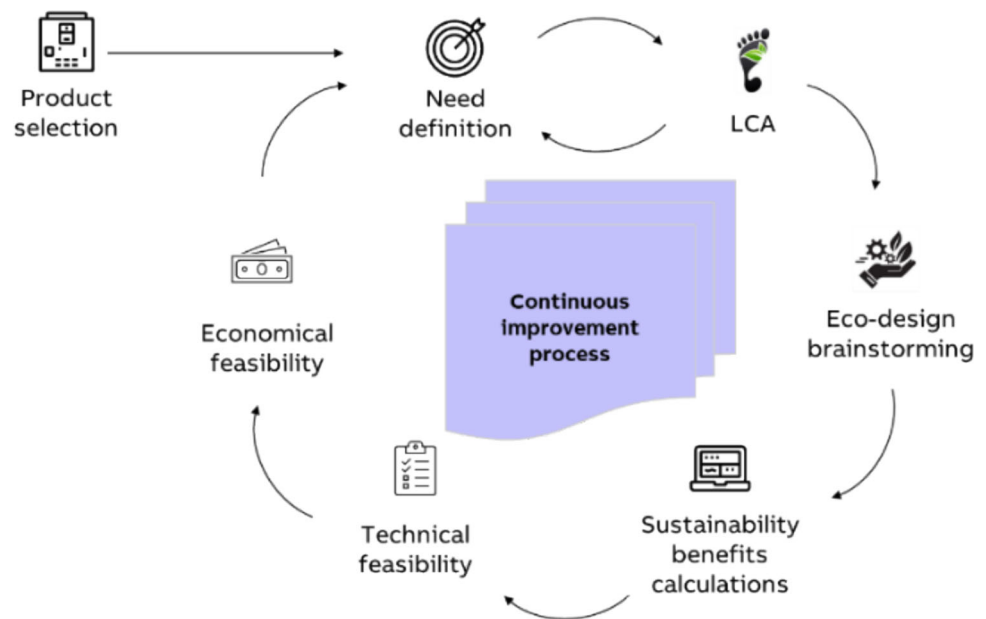 Product
selection
Need
definition
LCA
Eco-design
brainstorming
Sustainability
benefits
calculations
Technical
feasibility
Economical
feasibility
Continuous
improvement
process